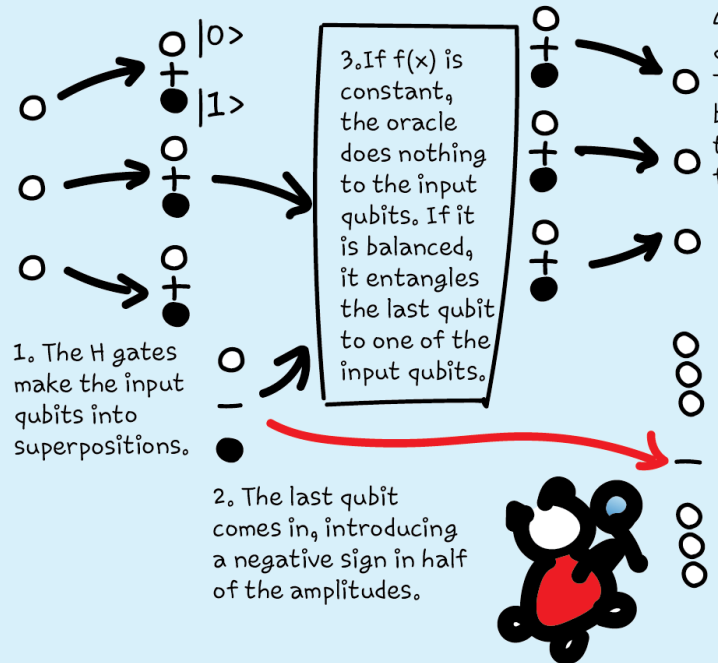 |0>
|1>
1. The H gates
make the input
qubits into
superpositions.
2. The last qubit
comes in, introducing
a negative sign in half
of the amplitudes.
3.If f(x) is
constant,
the oracle
does nothing
to the input
qubits. If it
is balanced,
it entangles
the last qubit
to one of the
input qubits.